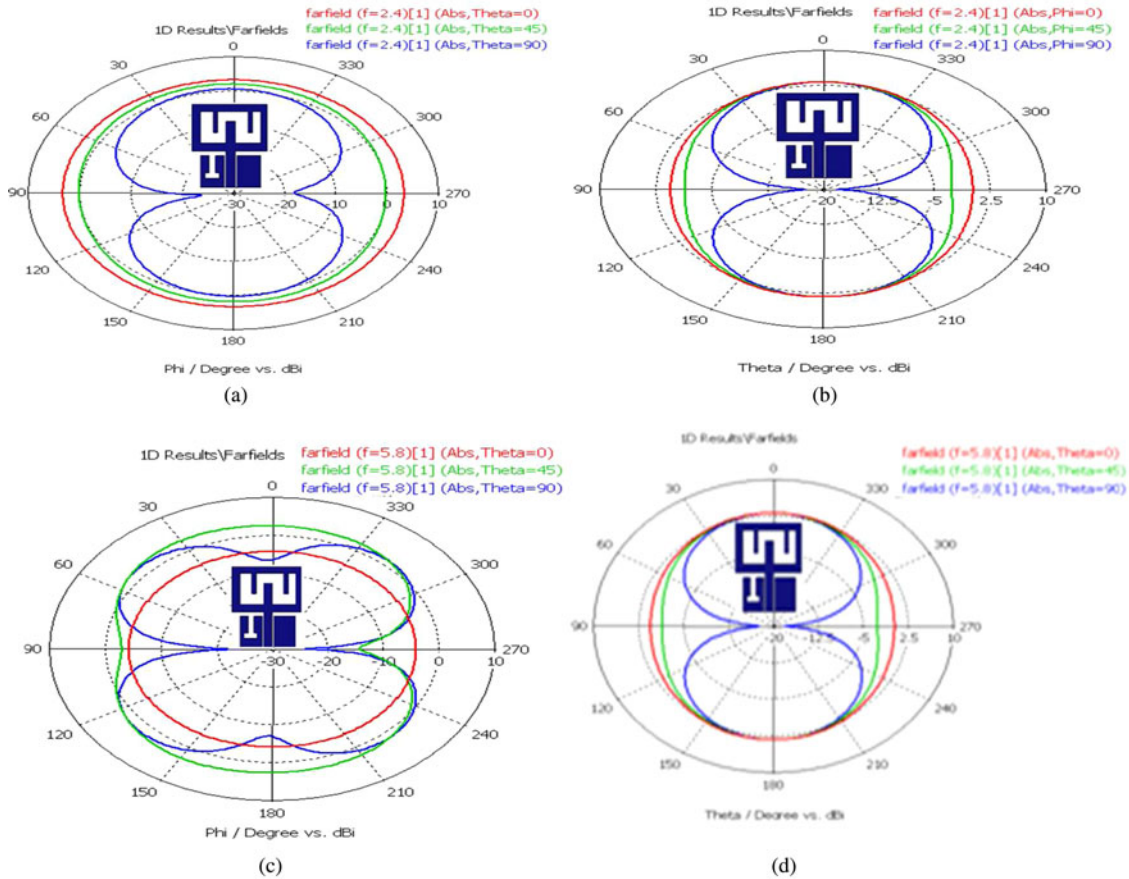 1D Results\Farfields
farfield (f=2.4)[1] (Abs,Theta=0)
farfield (f=2.4)[1] (Abs,Theta=45)
farfield (f=2.4)[1] (Abs,Theta=90)
0
30 330
60 300
90 -30 -20 -10 0 10 270
120 240
150 210
180
Phi / Degree vs. dBi
(a)
1D Results\Farfields
farfield (f=2.4)[1] (Abs,Phi=0)
farfield (f=2.4)[1] (Abs,Phi=45)
farfield (f=2.4)[1] (Abs,Phi=90)
0
30 330
60 300
90 -20 12.5 -5 2.5 10 270
120 240
150 210
180
Theta / Degree vs. dBi
(b)
1D Results\Farfields
farfield (f=5.8)[1] (Abs,Theta=0)
farfield (f=5.8)[1] (Abs,Theta=45)
farfield (f=5.8)[1] (Abs,Theta=90)
0
30 330
60 300
90 -30 -20 -10 0 10 270
120 240
150 210
180
Phi / Degree vs. dBi
(c)
1D Results\Farfields
farfield (f=5.8)[1] (Abs,Theta=0)
farfield (f=5.8)[1] (Abs,Theta=45)
farfield (f=5.8)[1] (Abs,Theta=90)
0
30 330
60 300
90 -20 -12.5 -5 2.5 10 270
120 240
150 210
180
Theta / Degree vs. dBi
(d)